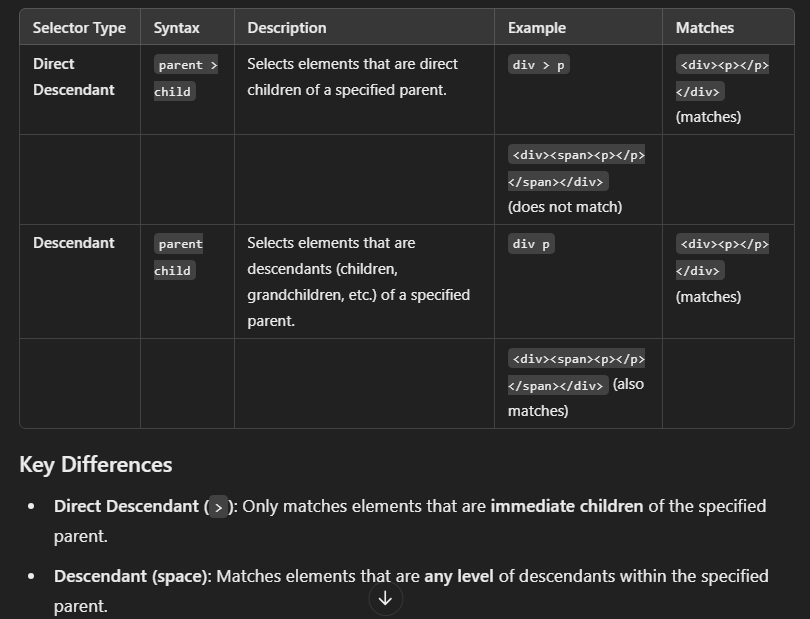 Selector Type Syntax Description Example Matches
Direct Descendant
parent > child
Selects elements that are direct
children of a specified parent.
div > p
<div><p></p>
</div>
(matches)
<div><span><p></p>
</span></div>
(does not match)
Descendant
parent
child
Selects elements that are
descendants (children,
grandchildren, etc.) of a specified
parent.
div p
<div><p></p>
</div>
(matches)
<div><span><p></p>
</span></div> (also
matches)
Key Differences
• Direct Descendant (>): Only matches elements that are immediate children of the specified
parent.
• Descendant (space): Matches elements that are any level of descendants within the specified
parent.